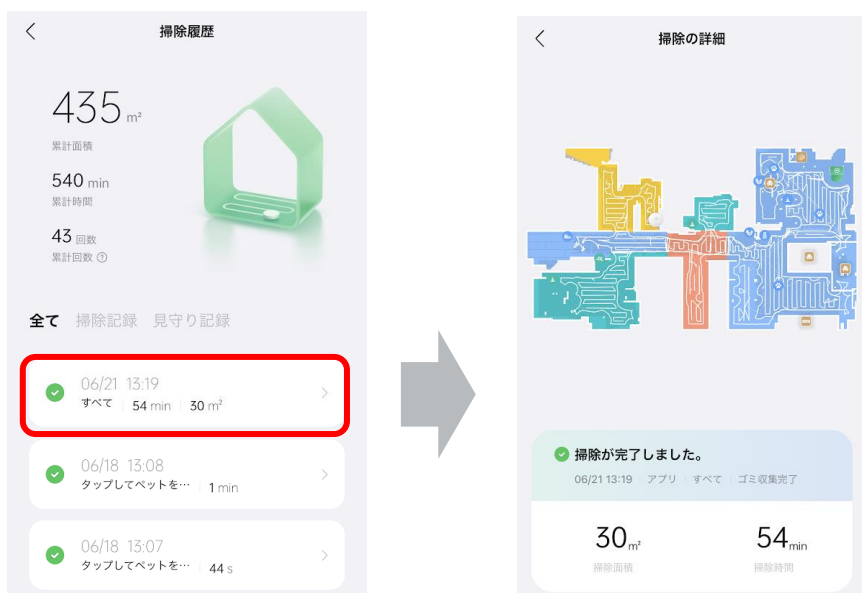 掃除履歴
435 m²
累計面積
540 min
累計時間
43 回数
累計回数 ?
全て 掃除記録 見守り記録
06/21 13:19
すべて 54 min 30 m²
06/18 13:08
タップしてペットを… 1 min
06/18 13:07
タップしてペットを… 44 s
掃除の詳細
掃除が完了しました。
06/21 13:19 アプリ すべて ゴミ収集完了
30 m² 54 min
掃除面積 掃除時間